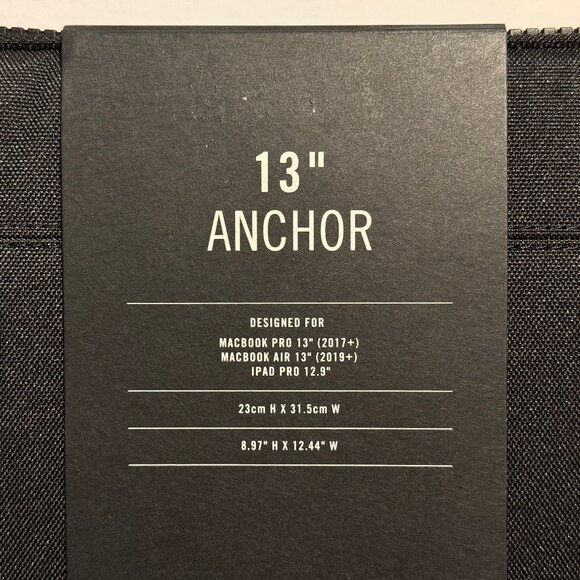 13"
ANCHOR
DESIGNED FOR
MACBOOK PRO 13" (2017+)
MACBOOK AIR 13" (2019+)
IPAD PRO 12.9"
23cm H X 31.5cm W
8.97" H X 12.44" W